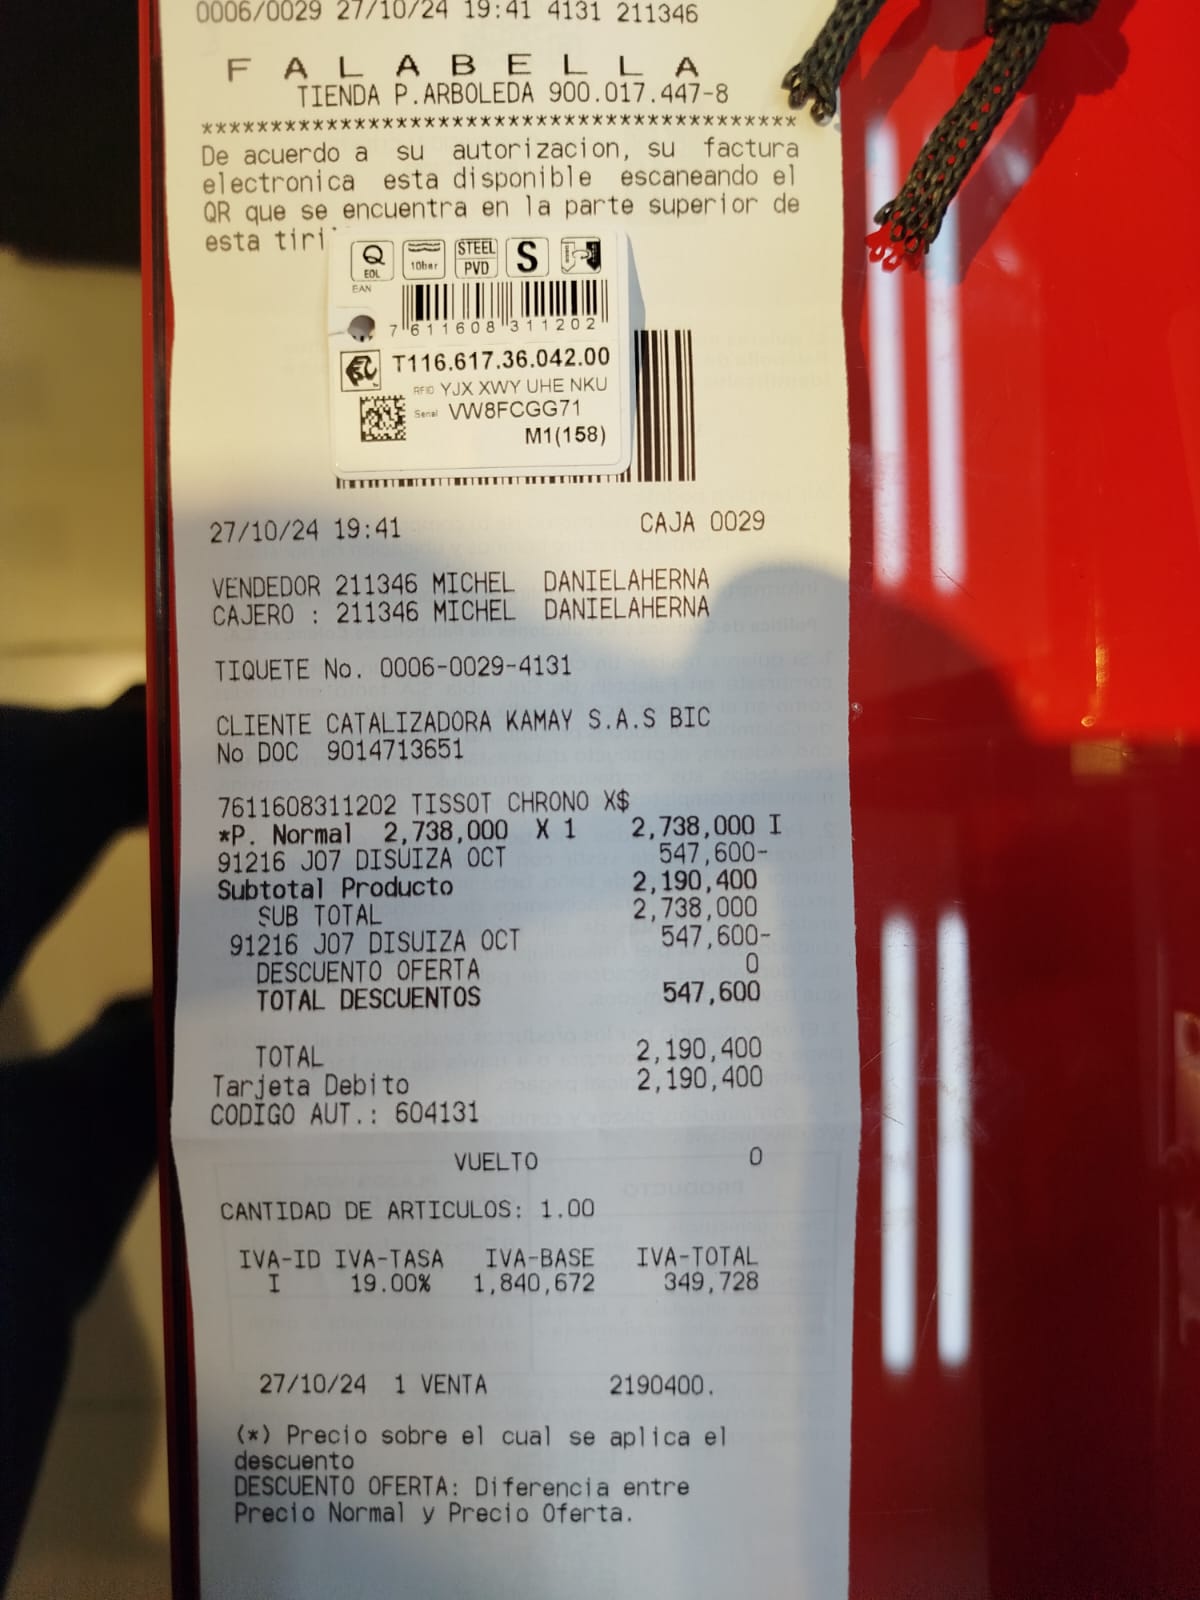 0006/0029 27/10/24 19:41 4131 211346
FALABELLA
TIENDA P.ARBOLEDA 900.017.447-8
******************************************
De acuerdo a su autorizacion, su factura
electronica esta disponible escaneando el
QR que se encuentra en la parte superior de
esta
Q EOL 10bar STEEL PVD S
EAN
7 611608 311202
T116.617.36.042.00
RFID YJX XWY UHE NKU
Serial VW8FCGG71
M1(158)
27/10/24 19:41 CAJA 0029
VENDEDOR 211346 MICHEL DANIELAHERNA
CAJERO : 211346 MICHEL DANIELAHERNA
TIQUETE No. 0006-0029-4131
CLIENTE CATALIZADORA KAMAY S.A.S BIC
No DOC 9014713651
7611608311202 TISSOT CHRONO X$
*P. Normal 2,738,000 X 1 2,738,000 I
91216 J07 DISUIZA OCT 547,600-
Subtotal Producto 2,190,400
SUB TOTAL 2,738,000
91216 J07 DISUIZA OCT 547,600-
DESCUENTO OFERTA 0
TOTAL DESCUENTOS 547,600
TOTAL 2,190,400
Tarjeta Debito 2,190,400
CODIGO AUT.: 604131
VUELTO 0
CANTIDAD DE ARTICULOS: 1.00
IVA-ID IVA-TASA IVA-BASE IVA-TOTAL
I 19.00% 1,840,672 349,728
27/10/24 1 VENTA 2190400.
(*) Precio sobre el cual se aplica el
descuento
DESCUENTO OFERTA: Diferencia entre
Precio Normal y Precio Oferta.